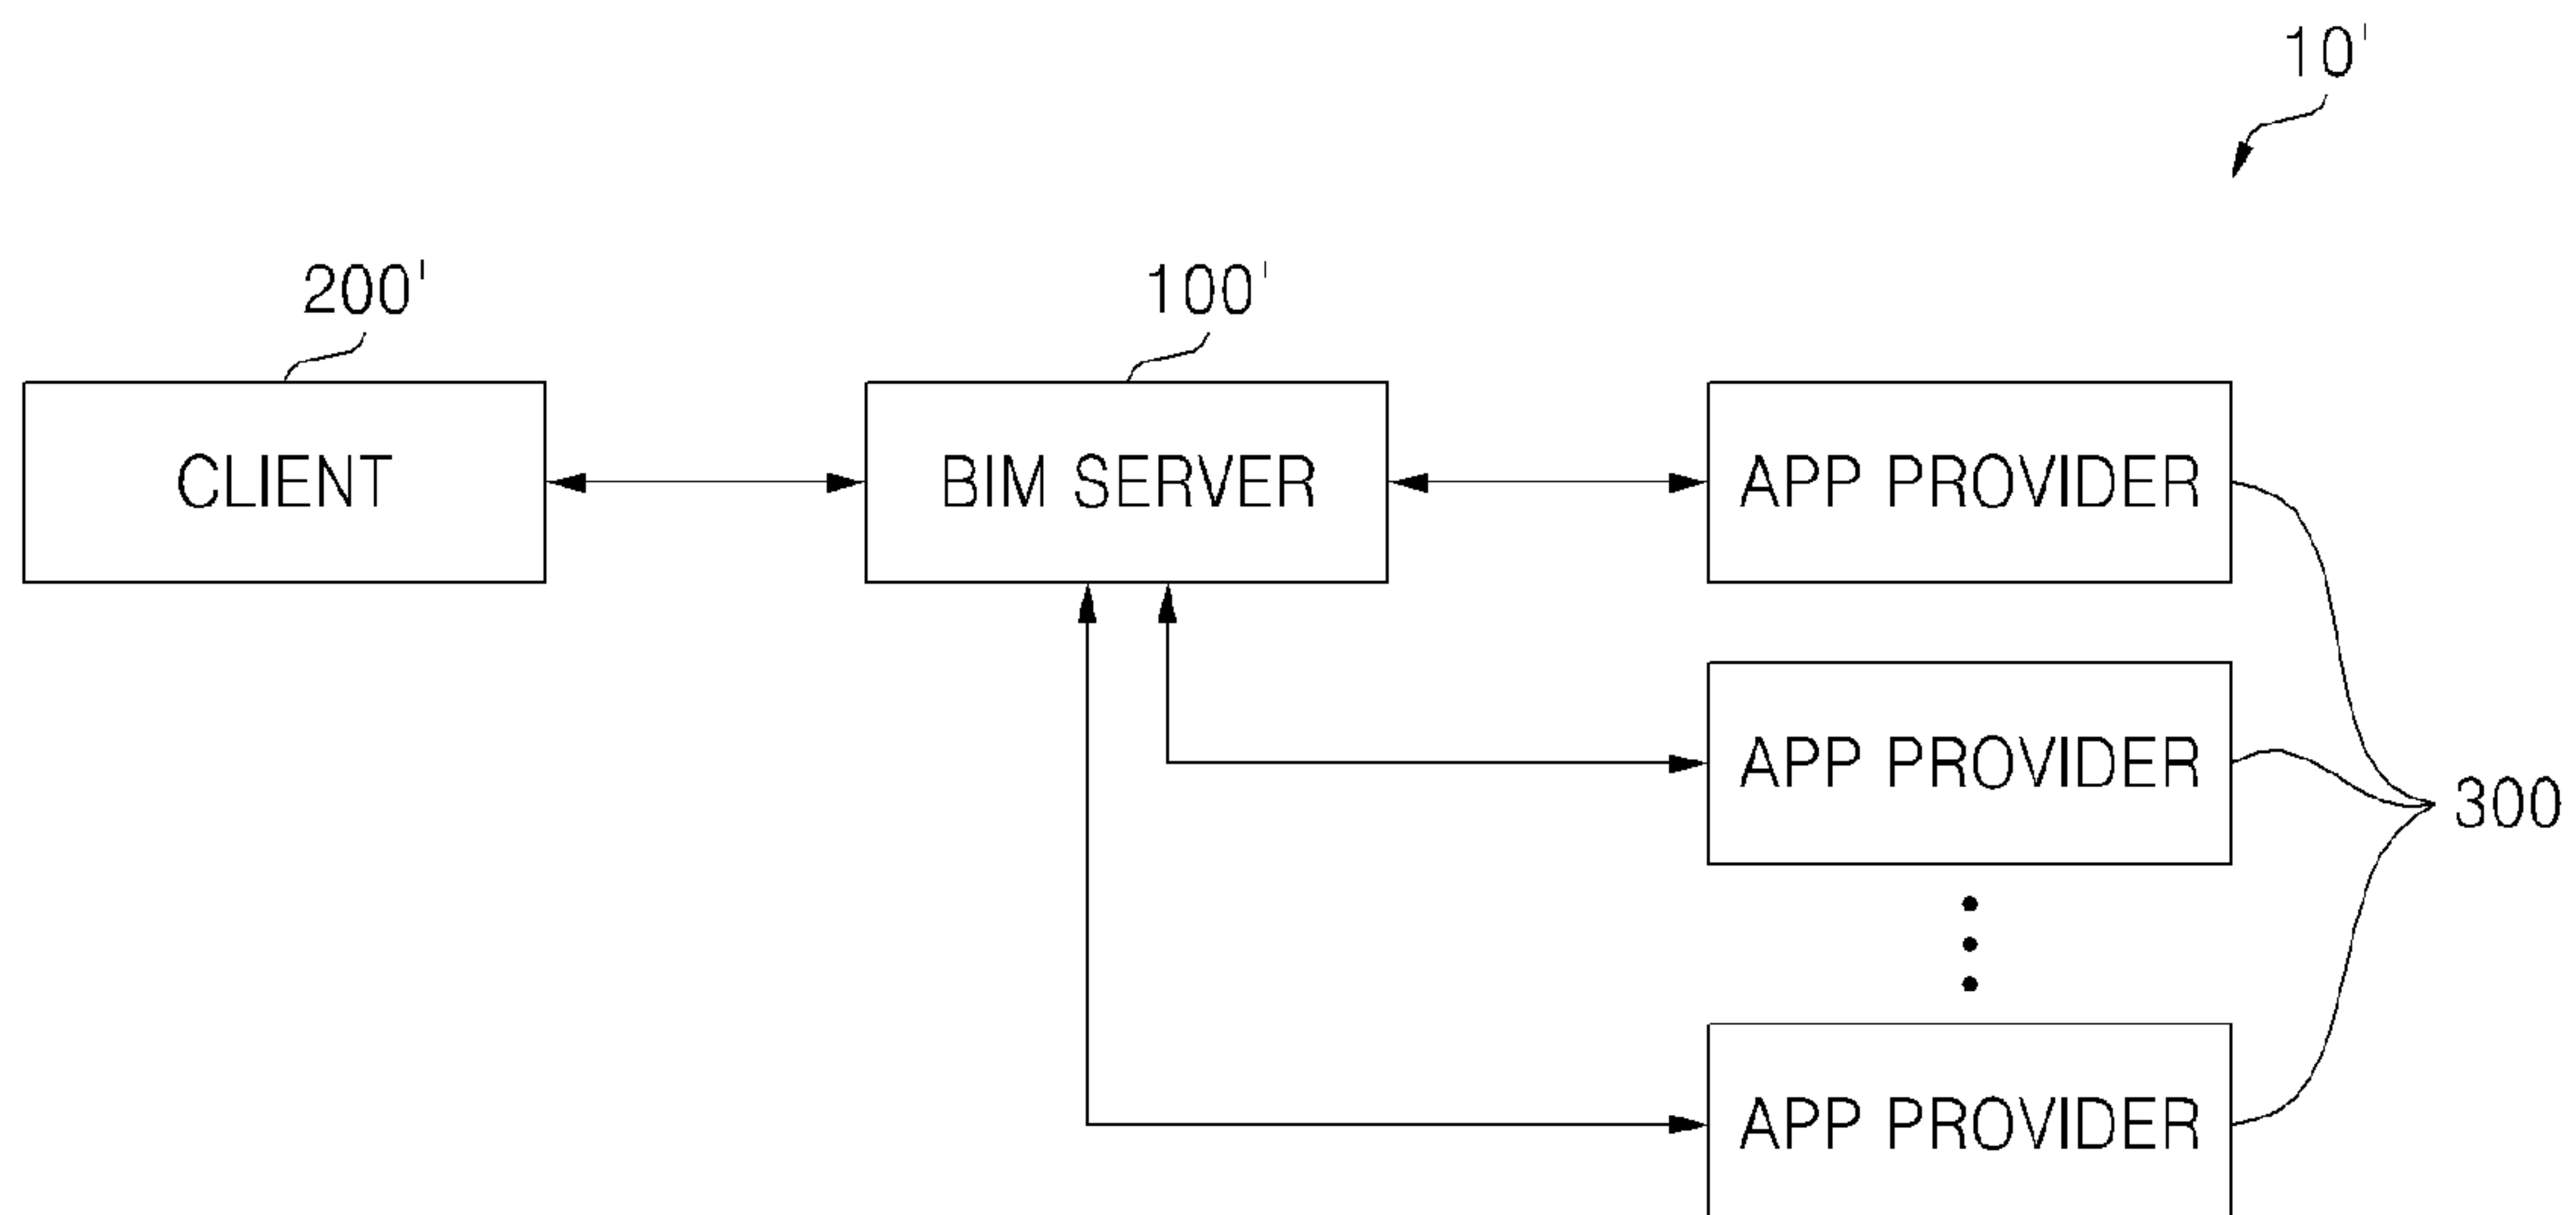 10'
200'
100'
CLIENT
BIM SERVER
APP PROVIDER
APP PROVIDER
300
APP PROVIDER